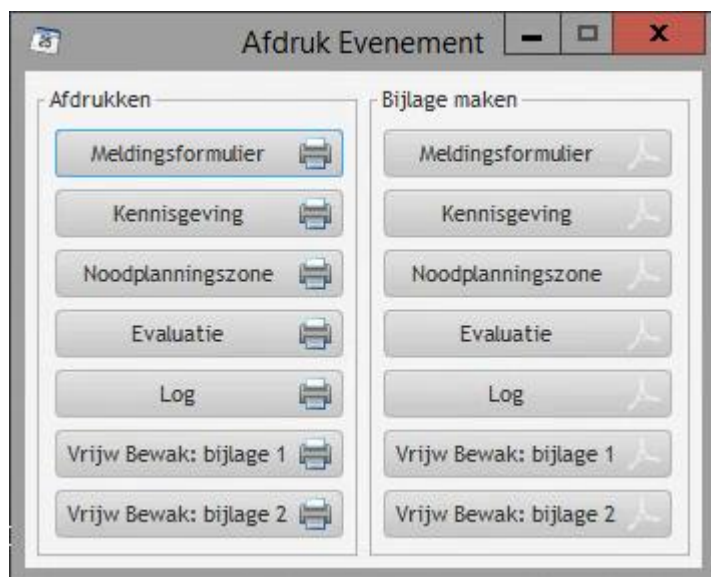 Afdruk Evenement
Afdrukken
Meldingsformulier
Kennisgeving
Noodplanningszone
Evaluatie
Log
Vrijw Bewak: bijlage 1
Vrijw Bewak: bijlage 2
Bijlage maken
Meldingsformulier
Kennisgeving
Noodplanningszone
Evaluatie
Log
Vrijw Bewak: bijlage 1
Vrijw Bewak: bijlage 2